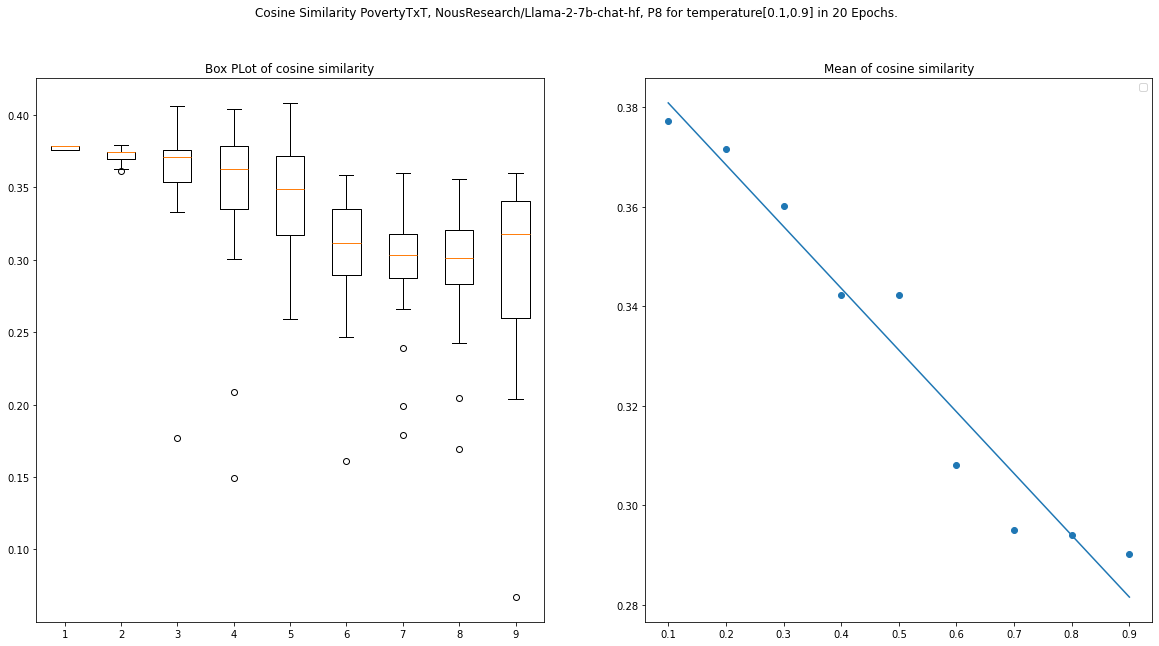 Cosine Similarity PovertyTxT, NousResearch/Llama-2-7b-chat-hf, P8 for temperature[0.1,0.9] in 20 Epochs.
Box PLot of cosine similarity
0.40
0.35
0.30
0.25
0.20
0.15
0.10
1 2 3 4 5 6 7 8 9
Mean of cosine similarity
0.38
0.36
0.34
0.32
0.30
0.28
0.1 0.2 0.3 0.4 0.5 0.6 0.7 0.8 0.9